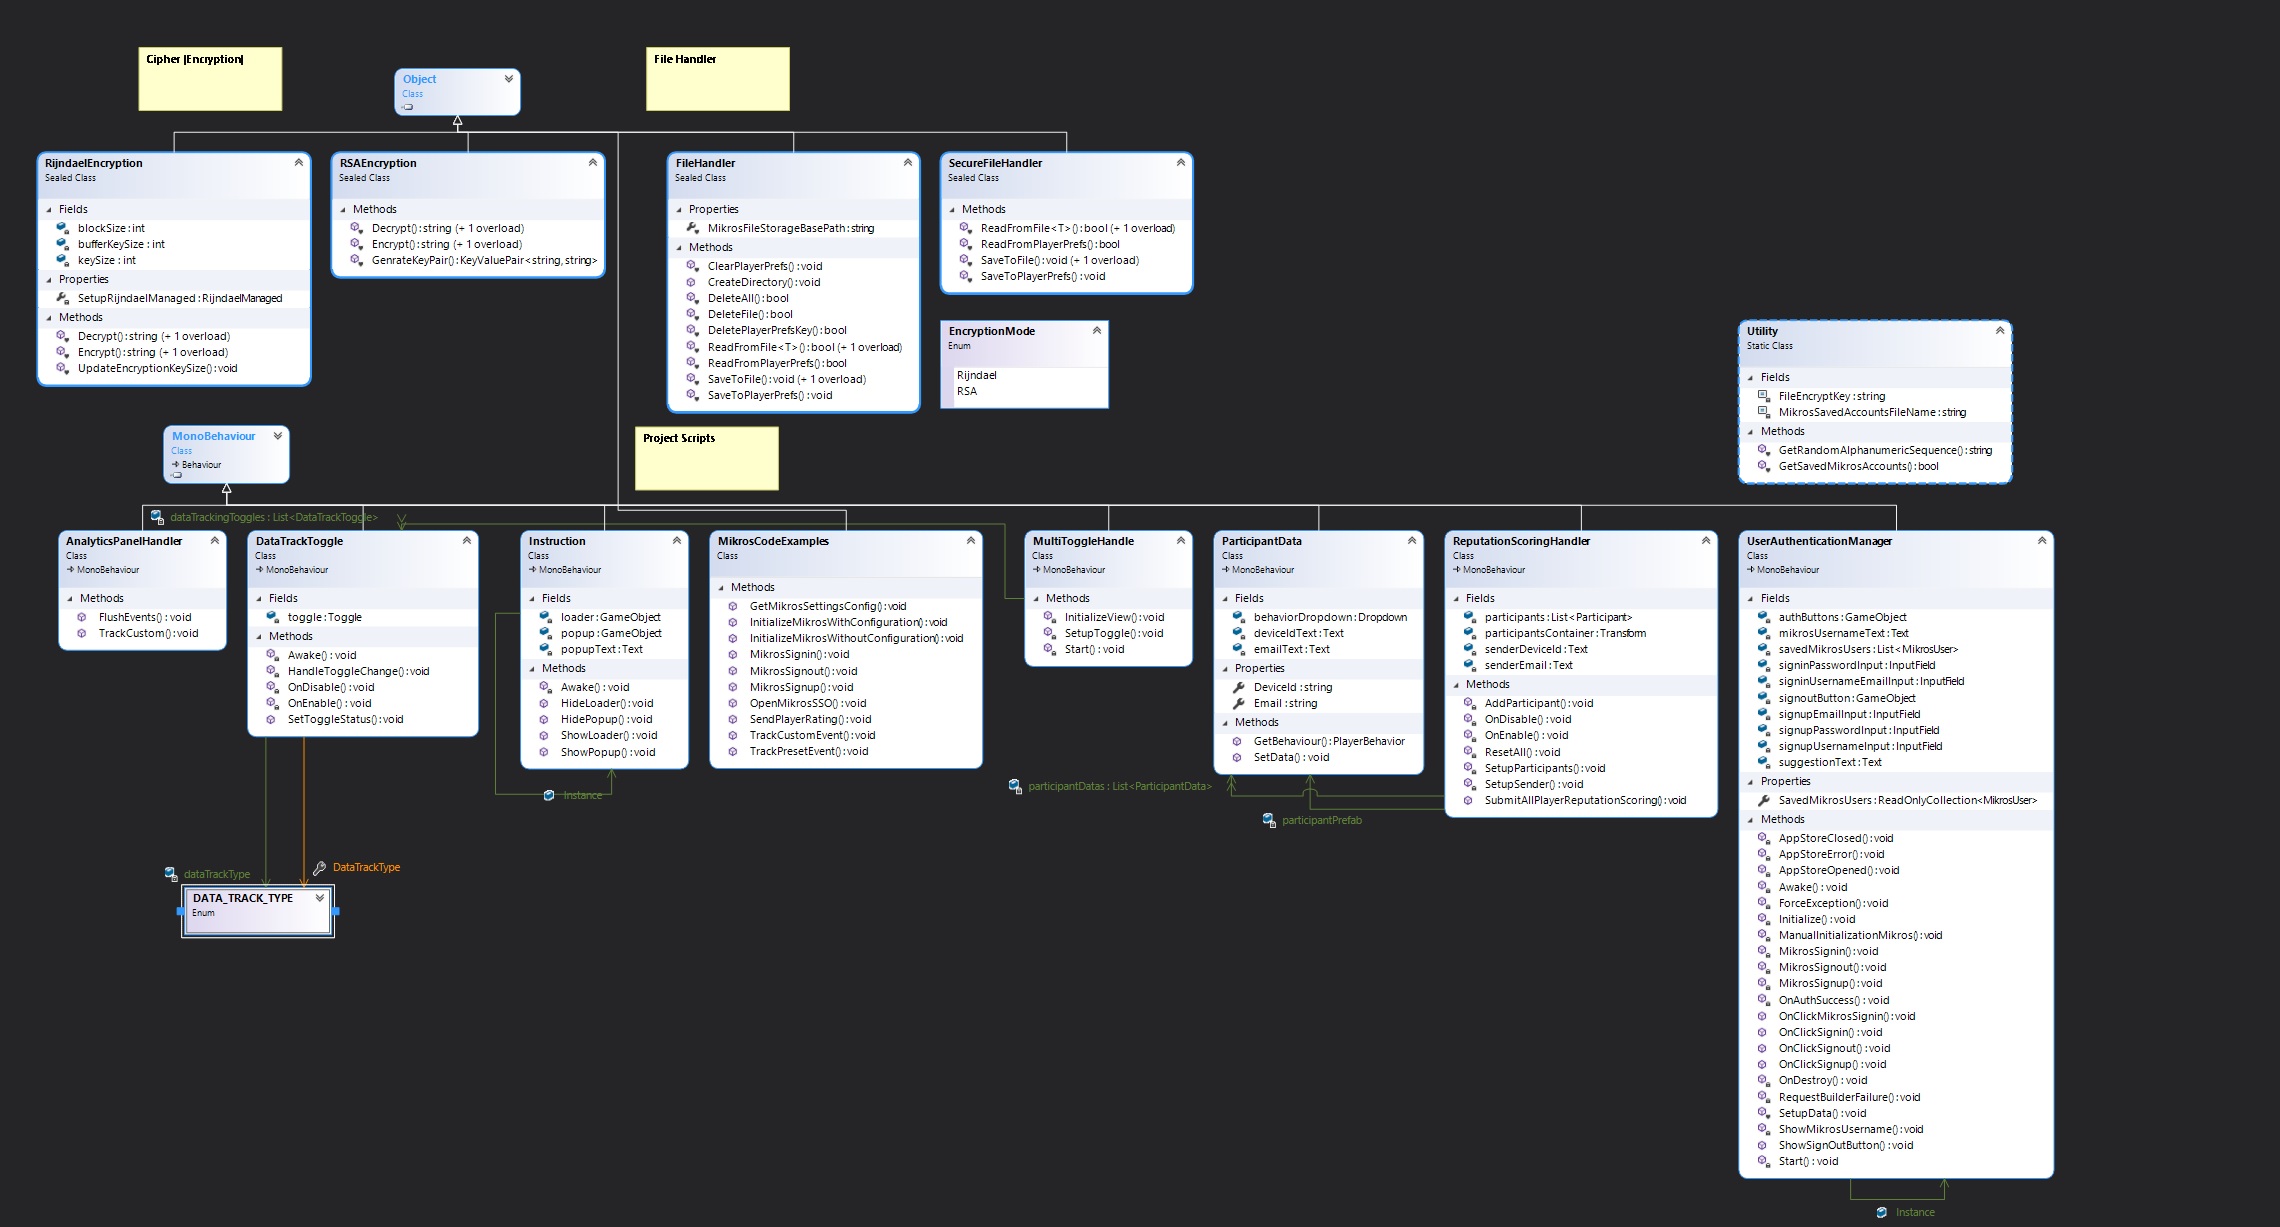 Cipher |Encryption|
File Handler
Object
Class
RijndaelEncryption
Sealed Class
Fields
blockSize : int
bufferKeySize : int
keySize : int
Properties
SetupRijndaelManaged : RijndaelManaged
Methods
Decrypt() : string (+ 1 overload)
Encrypt() : string (+ 1 overload)
UpdateEncryptionKeySize() : void
RSAEncryption
Sealed Class
Methods
Decrypt() : string (+ 1 overload)
Encrypt() : string (+ 1 overload)
GenrateKeyPair() : KeyValuePair<string, string>
FileHandler
Sealed Class
Properties
MikrosFileStorageBasePath : string
Methods
ClearPlayerPrefs() : void
CreateDirectory() : void
DeleteAll() : bool
DeleteFile() : bool
DeletePlayerPrefsKey() : bool
ReadFromFile<T>() : bool (+ 1 overload)
ReadFromPlayerPrefs() : bool
SaveToFile() : void (+ 1 overload)
SaveToPlayerPrefs() : void
SecureFileHandler
Sealed Class
Methods
ReadFromFile<T>() : bool (+ 1 overload)
ReadFromPlayerPrefs() : bool
SaveToFile() : void (+ 1 overload)
SaveToPlayerPrefs() : void
EncryptionMode
Enum
Rijndael
RSA
Utility
Static Class
Fields
FileEncryptKey : string
MikrosSavedAccountsFileName : string
Methods
GetRandomAlphanumericSequence() : string
GetSavedMikrosAccounts() : bool
MonoBehaviour
Class
Behaviour
Project Scripts
dataTrackingToggles : List<DataTrackToggle>
AnalyticsPanelHandler
Class
MonoBehaviour
Methods
FlushEvents() : void
TrackCustom() : void
DataTrackToggle
Class
MonoBehaviour
Fields
toggle : Toggle
Methods
Awake() : void
HandleToggleChange() : void
OnDisable() : void
OnEnable() : void
SetToggleStatus() : void
Instruction
Class
MonoBehaviour
Fields
loader : GameObject
popup : GameObject
popupText : Text
Methods
Awake() : void
HideLoader() : void
HidePopup() : void
ShowLoader() : void
ShowPopup() : void
Instance
MikrosCodeExamples
Class
Methods
GetMikrosSettingsConfig() : void
InitializeMikrosWithConfiguration() : void
InitializeMikrosWithoutConfiguration() : void
MikrosSignin() : void
MikrosSignout() : void
MikrosSignup() : void
OpenMikrosSSO() : void
SendPlayerRating() : void
TrackCustomEvent() : void
TrackPresetEvent() : void
MultiToggleHandle
Class
MonoBehaviour
Methods
InitializeView() : void
SetupToggle() : void
Start() : void
ParticipantData
Class
MonoBehaviour
Fields
behaviorDropdown : Dropdown
deviceIdText : Text
emailText : Text
Properties
DeviceId : string
Email : string
Methods
GetBehaviour() : PlayerBehavior
SetData() : void
participantDatas : List<ParticipantData>
participantPrefab
ReputationScoringHandler
Class
MonoBehaviour
Fields
participants : List<Participant>
participantsContainer : Transform
senderDeviceId : Text
senderEmail : Text
Methods
AddParticipant() : void
OnDisable() : void
OnEnable() : void
ResetAll() : void
SetupParticipants() : void
SetupSender() : void
SubmitAllPlayerReputationScoring() : void
UserAuthenticationManager
Class
MonoBehaviour
Fields
authButtons : GameObject
mikrosUsernameText : Text
savedMikrosUsers : List<MikrosUser>
signinPasswordInput : InputField
signinUsernameEmailInput : InputField
signoutButton : GameObject
signupEmailInput : InputField
signupPasswordInput : InputField
signupUsernameInput : InputField
suggestionText : Text
Properties
SavedMikrosUsers : ReadOnlyCollection<MikrosUser>
Methods
AppStoreClosed() : void
AppStoreError() : void
AppStoreOpened() : void
Awake() : void
ForceException() : void
Initialize() : void
ManualInitializationMikros() : void
MikrosSignin() : void
MikrosSignout() : void
MikrosSignup() : void
OnAuthSuccess() : void
OnClickMikrosSignin() : void
OnClickSignin() : void
OnClickSignout() : void
OnClickSignup() : void
OnDestroy() : void
RequestBuilderFailure() : void
SetupData() : void
ShowMikrosUsername() : void
ShowSignOutButton() : void
Start() : void
Instance
dataTrackType
DataTrackType
DATA_TRACK_TYPE
Enum